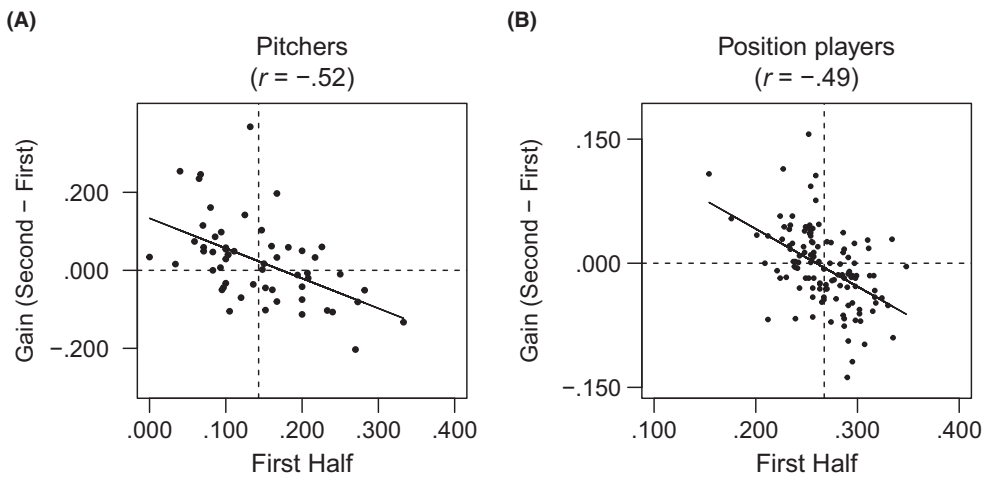 (A)
Pitchers
(r = −.52)
Gain (Second − First)
.200
.000
−.200
.000 .100 .200 .300 .400
First Half
(B)
Position players
(r = −.49)
Gain (Second − First)
.150
.000
−.150
.100 .200 .300 .400
First Half